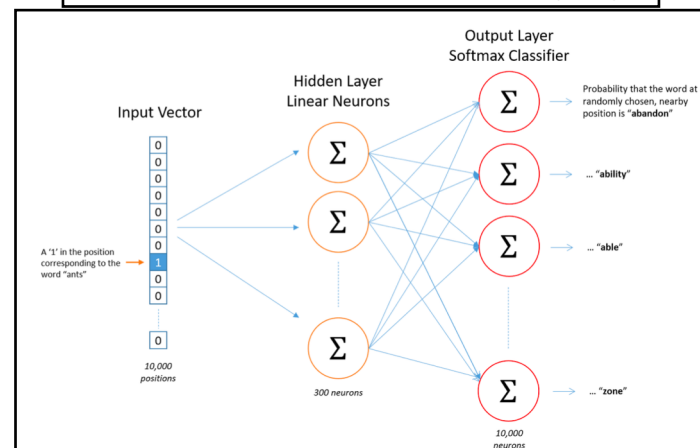 Output Layer
Softmax Classifier
Hidden Layer
Linear Neurons
Input Vector
0
0
0
0
0
0
0
1
0
0
0
A '1' in the position
corresponding to the
word "ants"
10,000
positions
Σ
Σ
Σ
300 neurons
Σ
Σ
Σ
Σ
10,000
neurons
Probability that the word at a
randomly chosen, nearby
position is "abandon"
... "ability"
... "able"
... "zone"